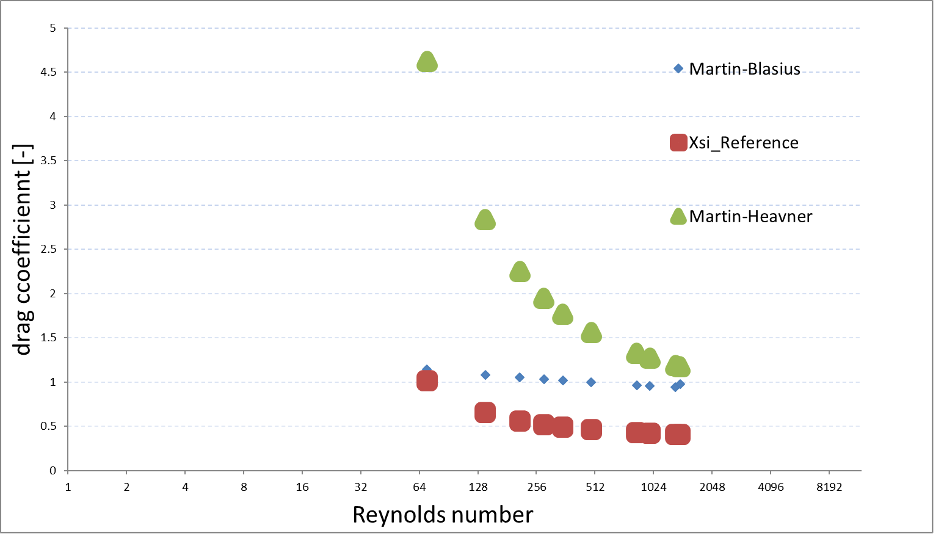 5
4.5
4
3.5
3
2.5
2
1.5
1
0.5
0
drag ccoefficiennt [-]
Martin-Blasius
Xsi_Reference
Martin-Heavner
1 2 4 8 16 32 64 128 256 512 1024 2048 4096 8192
Reynolds number